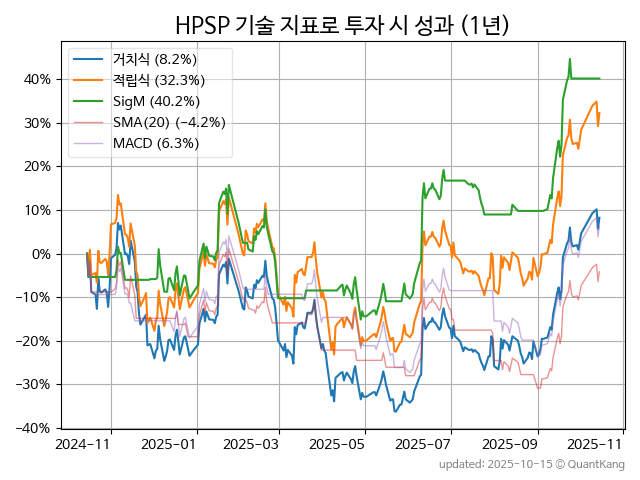 HPSP 기술 지표로 투자 시 성과 (1년)
거치식 (8.2%)
적립식 (32.3%)
SigM (40.2%)
SMA(20) (−4.2%)
MACD (6.3%)
40%
30%
20%
10%
0%
−10%
−20%
−30%
−40%
2024-11 2025-01 2025-03 2025-05 2025-07 2025-09 2025-11
updated: 2025-10-15 © QuantKang